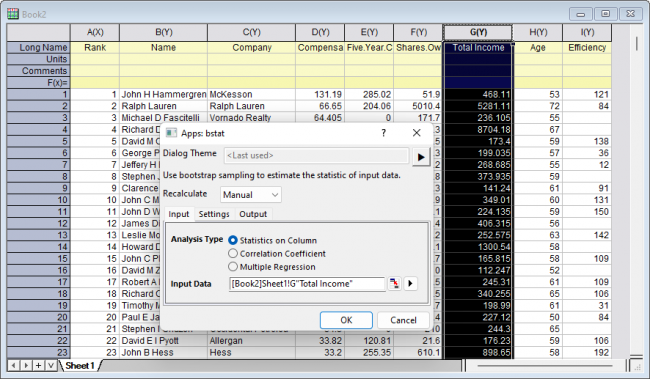 Book2
A(X) B(Y) C(Y) D(Y) E(Y) F(Y) G(Y) H(Y) I(Y)
Long Name Rank Name Company Compensa Five.Year.C Shares.Ow Total Income Age Efficiency
Units
Comments
F(x)=
1 1 John H Hammergren McKesson 131.19 285.02 51.9 468.11 53 121
2 2 Ralph Lauren Ralph Lauren 66.65 204.06 5010.4 5281.11 72 84
3 3 Michael D Fascitelli Vornado Realty 64.405 0 171.7 236.105 55
4 4 Richard D 8704.18 67
5 5 David M C 173.4 59 138
6 6 George P 199.035 57 36
7 7 Jeffery H 268.685 55 12
8 8 Stephen 373.935 59
9 9 Clarence 141.24 61 91
10 10 John C M 349.01 60 131
11 11 John D W 224.135 59 150
12 12 James Di 406.315 56
13 13 Leslie Mo 252.575 63 142
14 14 Howard 1300.54 58
15 15 John C Pl 165.815 58 109
16 16 David M Z 112.247 52
17 17 Robert A 245.31 57 109
18 18 Richard C 340.255 65 106
19 19 Timothy M 198.99 61 31
20 20 Paul E Ja 227.12 50 84
21 21 Stephen 244.3 65
22 22 David E I Pyott Allergan 33.82 120.81 21.6 176.23 59 106
23 23 John B Hess Hess 33.2 255.35 610.1 898.65 58 192
Sheet1
Apps: bstat
Dialog Theme <Last used>
Use bootstrap sampling to estimate the statistic of input data.
Recalculate Manual
Input Settings Output
Analysis Type Statistics on Column
Correlation Coefficient
Multiple Regression
Input Data [Book2]Sheet1!G"Total Income"
OK Cancel